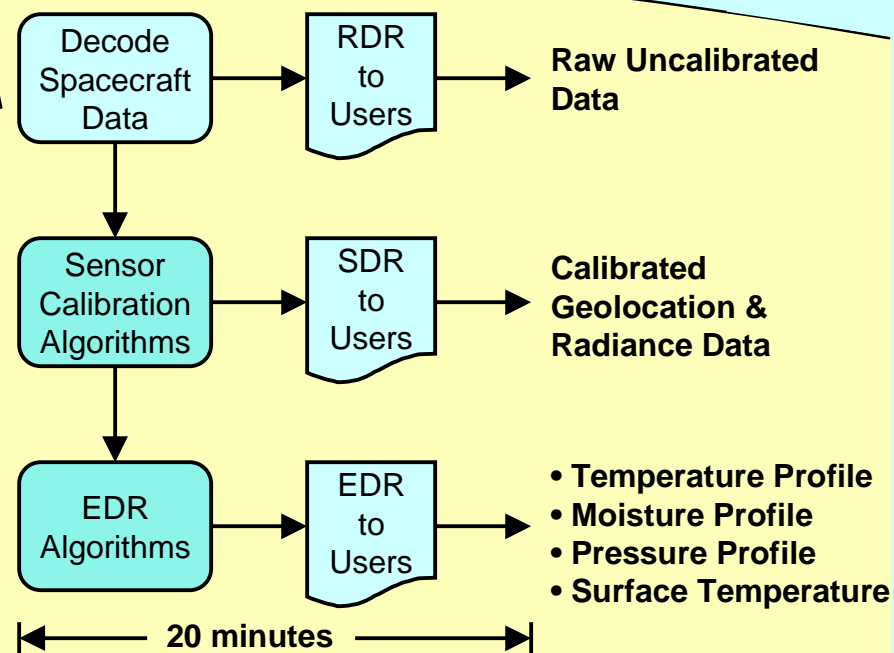 Decode
Spacecraft
Data
RDR
to
Users
Raw Uncalibrated
Data
Sensor
Calibration
Algorithms
SDR
to
Users
Calibrated
Geolocation &
Radiance Data
EDR
Algorithms
EDR
to
Users
• Temperature Profile
• Moisture Profile
• Pressure Profile
• Surface Temperature
20 minutes